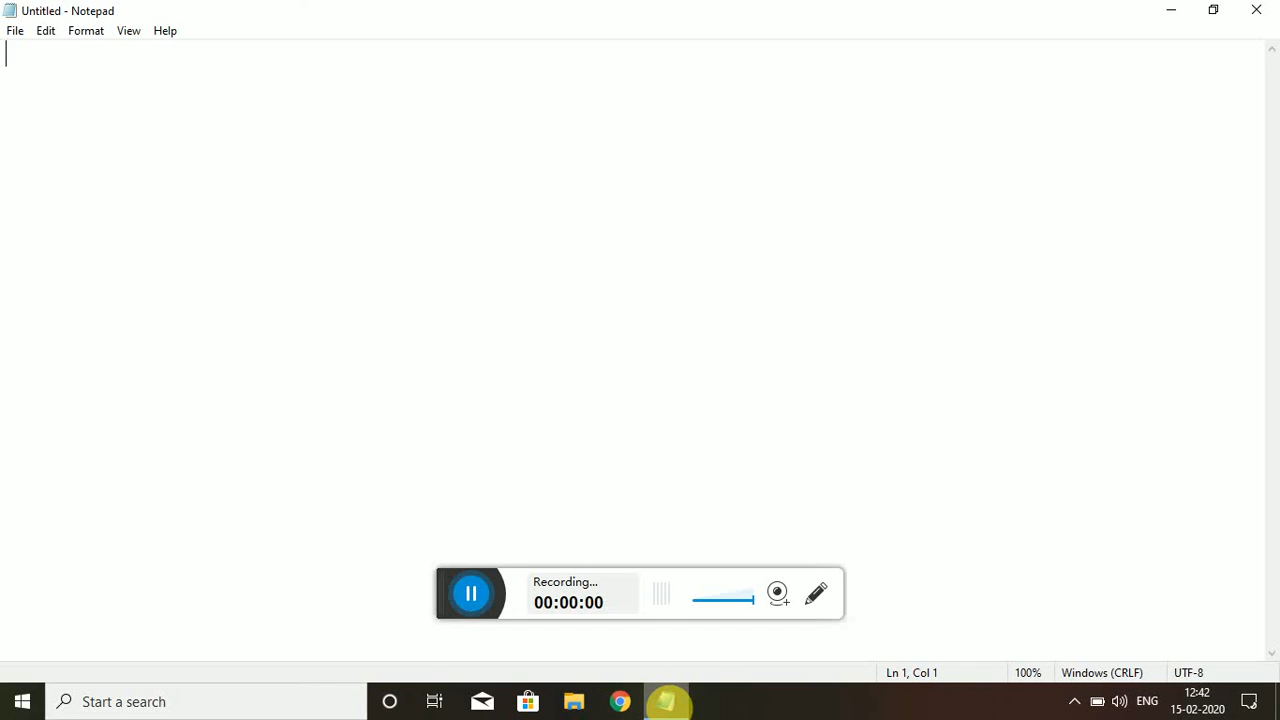 Untitled - Notepad
File Edit Format View Help
Recording...
00:00:00
Ln 1, Col 1 100% Windows (CRLF) UTF-8
Start a search
ENG
12:42
15-02-2020